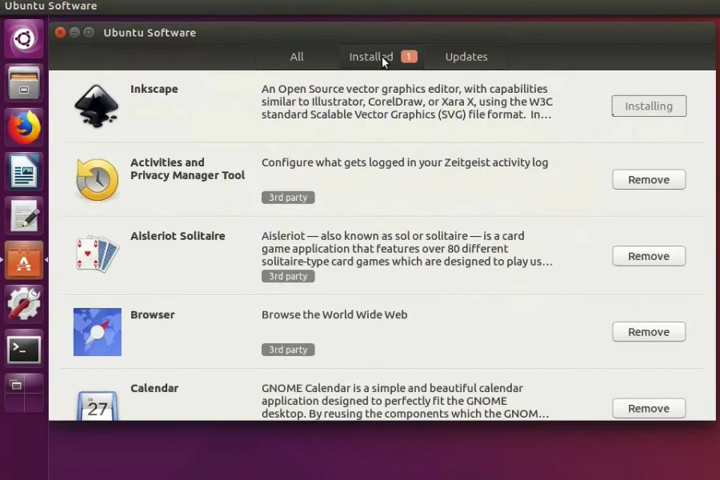 Ubuntu Software
Ubuntu Software
All
Installed 1
Updates
Inkscape
An Open Source vector graphics editor, with capabilities
similar to Illustrator, CorelDraw, or Xara X, using the W3C
standard Scalable Vector Graphics (SVG) file format. In...
Installing
Activities and
Privacy Manager Tool
Configure what gets logged in your Zeitgeist activity log
3rd party
Remove
Aisleriot Solitaire
Aisleriot — also known as sol or solitaire — is a card
game application that features over 80 different
solitaire-type card games which are designed to play us...
3rd party
Remove
Browser
Browse the World Wide Web
3rd party
Remove
Calendar
27
GNOME Calendar is a simple and beautiful calendar
application designed to perfectly fit the GNOME
desktop. By reusing the components which the GNOM...
Remove